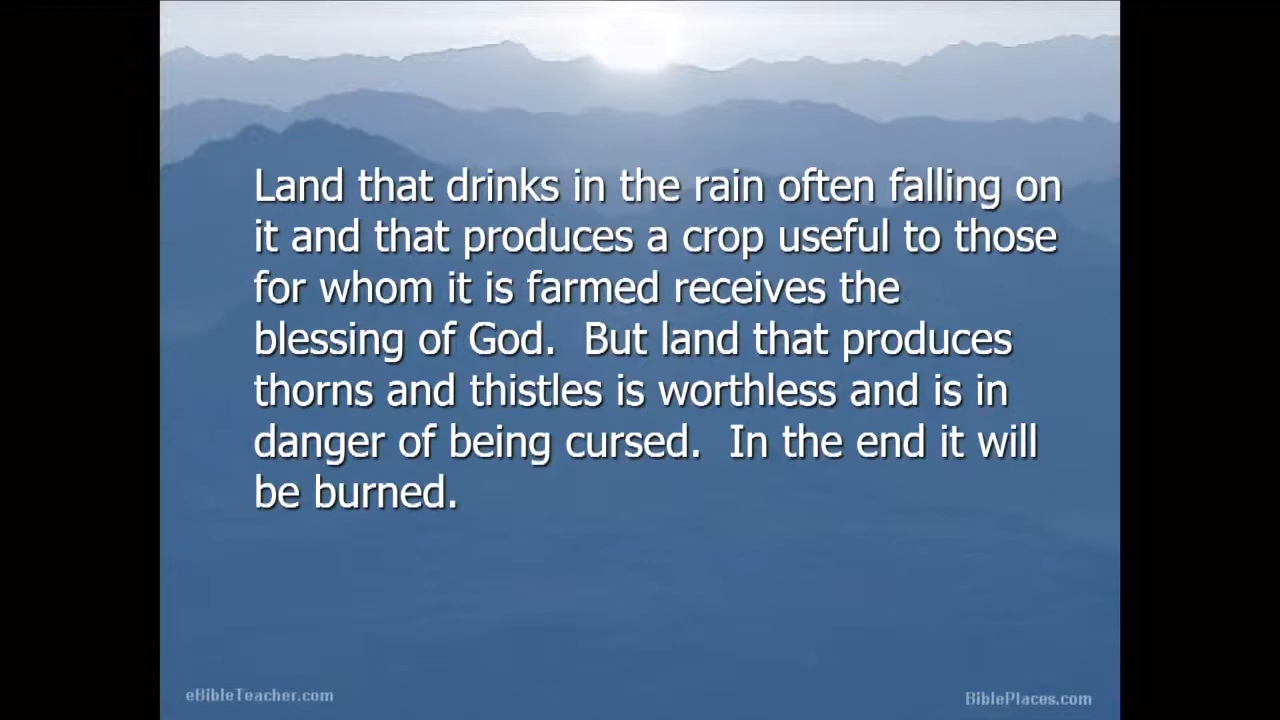 Land that drinks in the rain often falling on
it and that produces a crop useful to those
for whom it is farmed receives the
blessing of God.  But land that produces
thorns and thistles is worthless and is in
danger of being cursed.  In the end it will
be burned.
eBibleTeacher.com
BiblePlaces.com